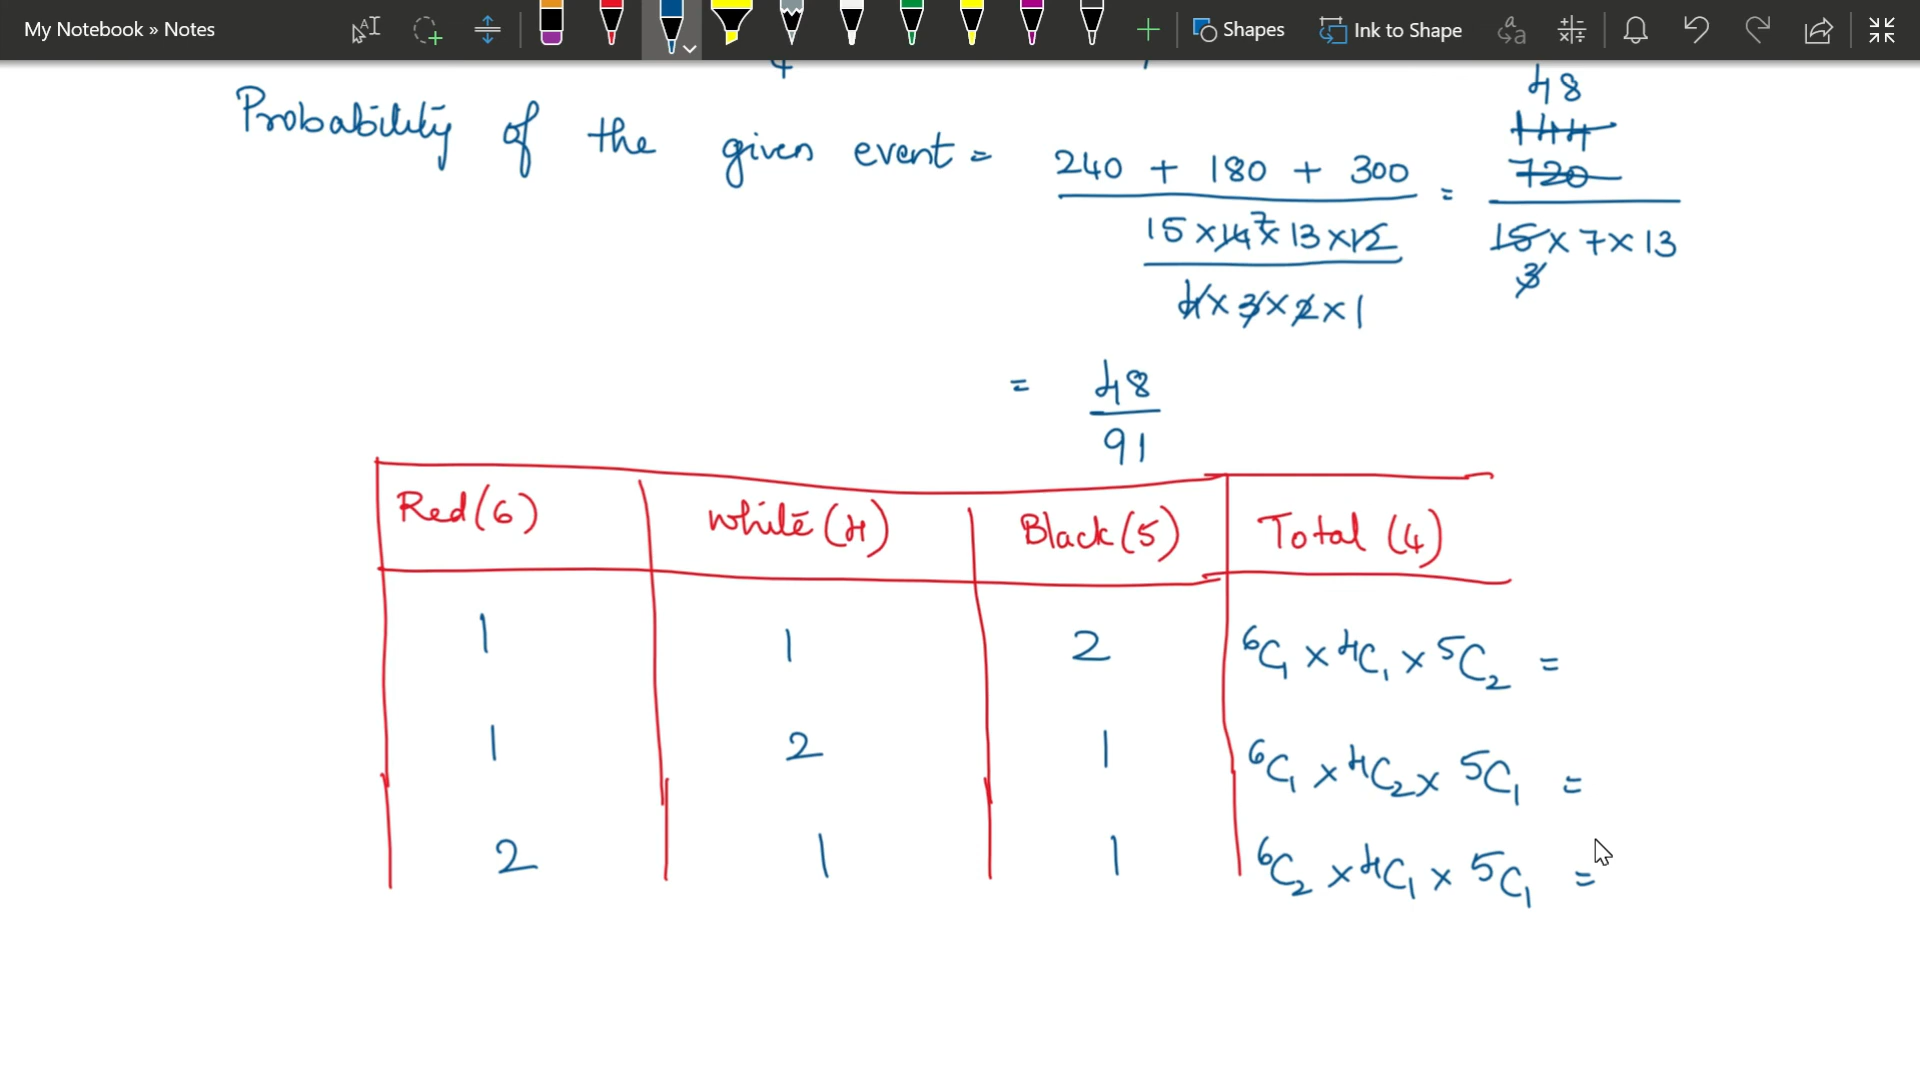 My Notebook » Notes
Shapes
Ink to Shape
Probability of the given event = 240 + 180 + 300 / 15 × 14 7 × 13 × 12 / 4 × 3 × 2 × 1 = 48 144 720 / 15 × 7 × 13 3
= 48 / 91
Red (6) White (4) Black (5) Total (4)
1 1 2 ⁶C₁ × ⁴C₁ × ⁵C₂ =
1 2 1 ⁶C₁ × ⁴C₂ × ⁵C₁ =
2 1 1 ⁶C₂ × ⁴C₁ × ⁵C₁ =